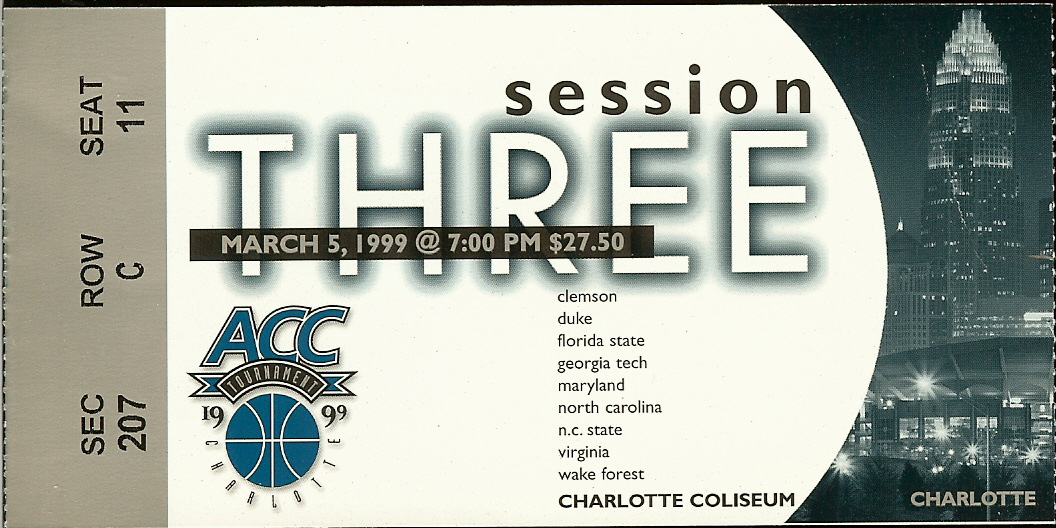 SEC ROW SEAT
207 C 11
session
THREE
MARCH 5, 1999 @ 7:00 PM $27.50
ACC
TOURNAMENT
19 99
CHARLOTTE
clemson
duke
florida state
georgia tech
maryland
north carolina
n.c. state
virginia
wake forest
CHARLOTTE COLISEUM
CHARLOTTE